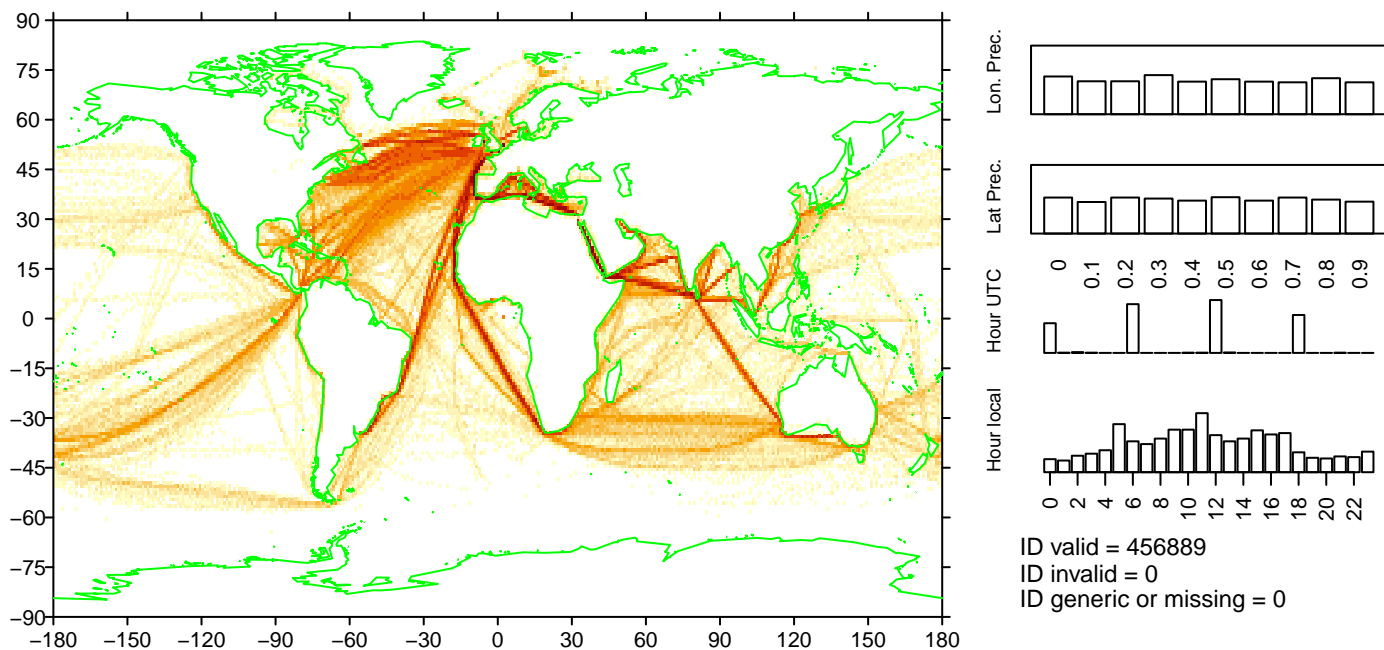 90
75
60
45
30
15
0
−15
−30
−45
−60
−75
−90
−180 −150 −120 −90 −60 −30 0 30 60 90 120 150 180
Lon. Prec.
Lat Prec.
0 0.1 0.2 0.3 0.4 0.5 0.6 0.7 0.8 0.9
Hour UTC
Hour local
0 2 4 6 8 10 12 14 16 18 20 22
ID valid = 456889
ID invalid = 0
ID generic or missing = 0